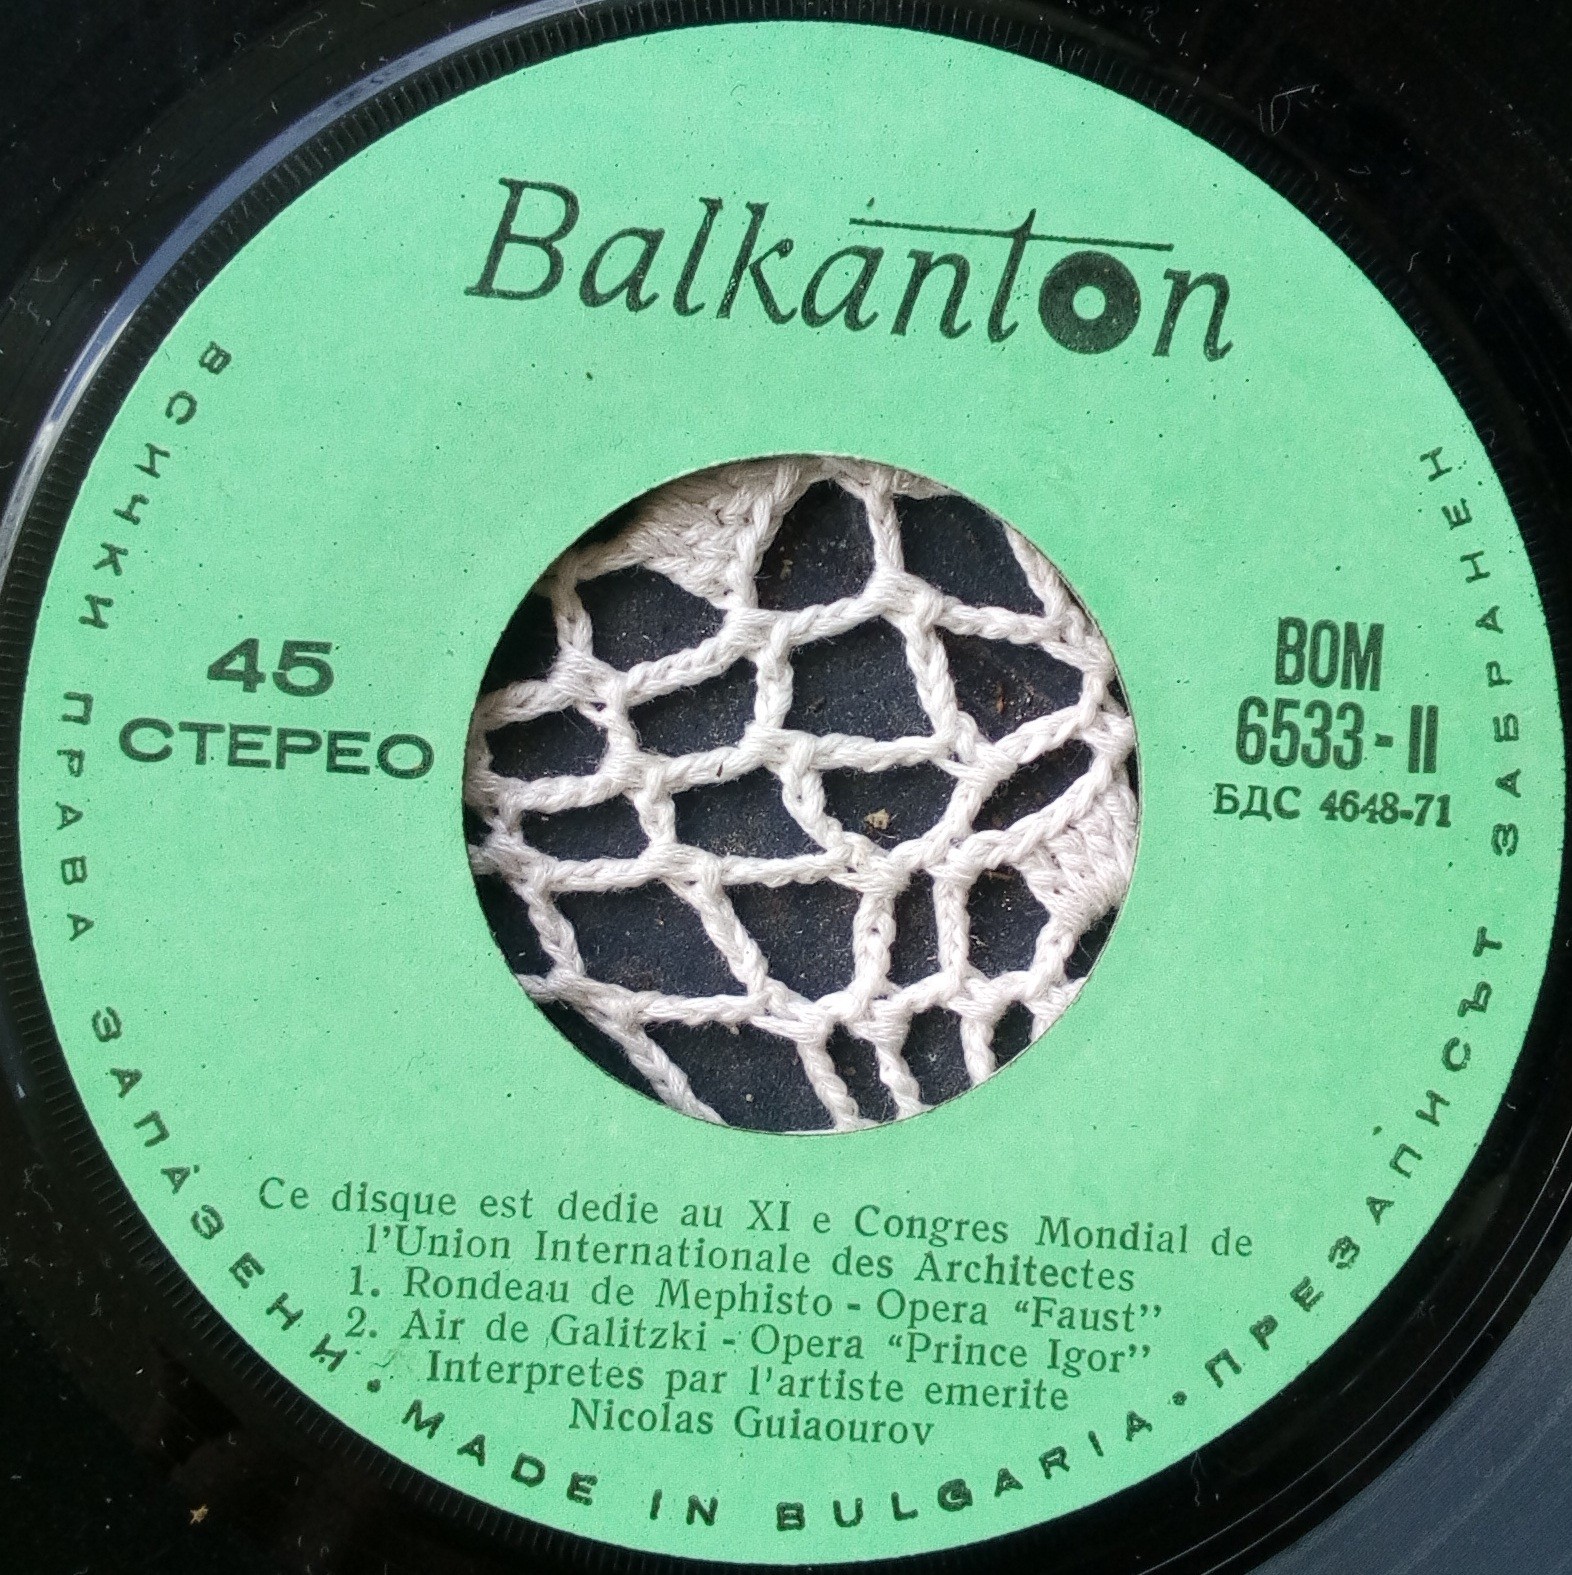 Balkanton
45
СТЕРЕО
ВОМ
6533-II
БДС 4648-71
Ce disque est dedie au XI e Congres Mondial de
l'Union Internationale des Architectes
1. Rondeau de Mephisto - Opera “Faust”
2. Air de Galitzki - Opera “Prince Igor”
Interpretes par l'artiste emerite
Nicolas Guiaourov
ВСИЧКИ ПРАВА ЗАПАЗЕНИ • MADE IN BULGARIA • ПРЕЗАПИСЪТ ЗАБРАНЕН